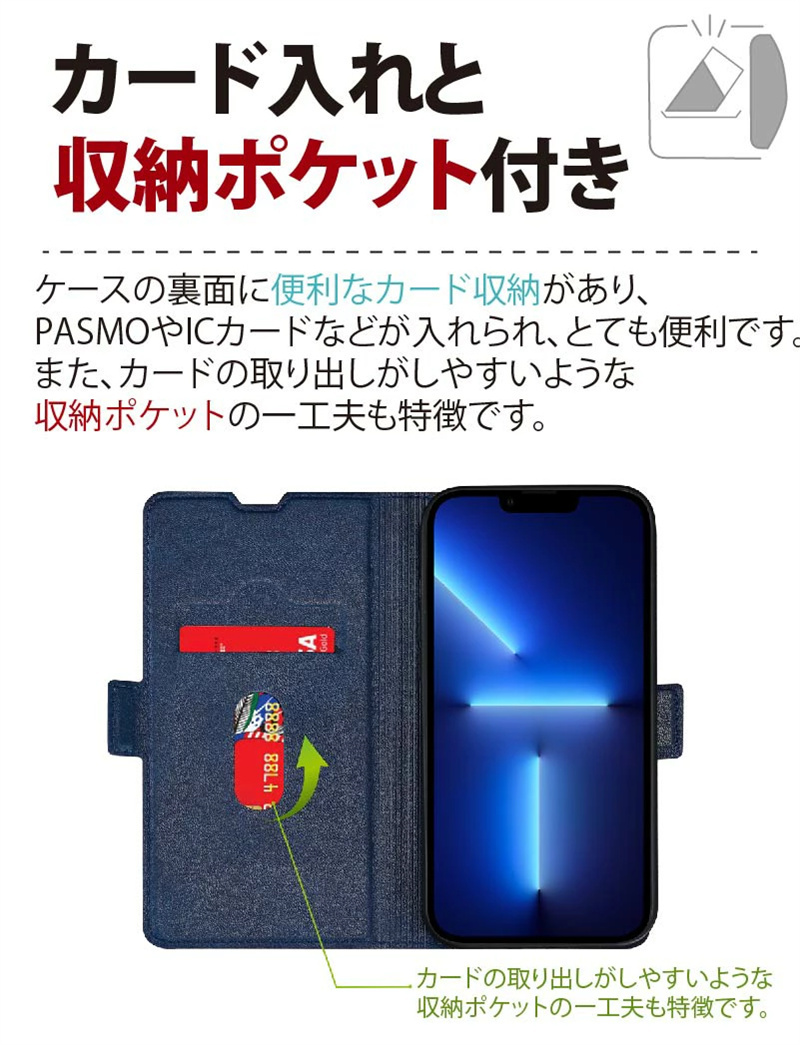 カード入れと
収納ポケット付き
ケースの裏面に便利なカード収納があり、
PASMOやICカードなどが入れられ、とても便利です。
また、カードの取り出しがしやすいような
収納ポケットの一工夫も特徴です。
Gold
カードの取り出しがしやすいような
収納ポケットの一工夫も特徴です。